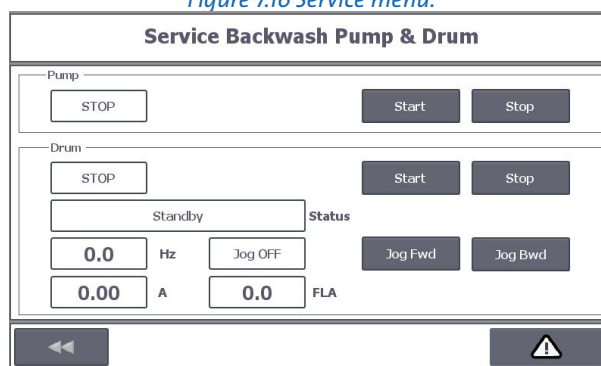 Figure 7.16 Service menu.
Service Backwash Pump & Drum
Pump
STOP Start Stop
Drum
STOP Start Stop
Standby Status
0.0 Hz Jog OFF Jog Fwd Jog Bwd
0.00 A 0.0 FLA